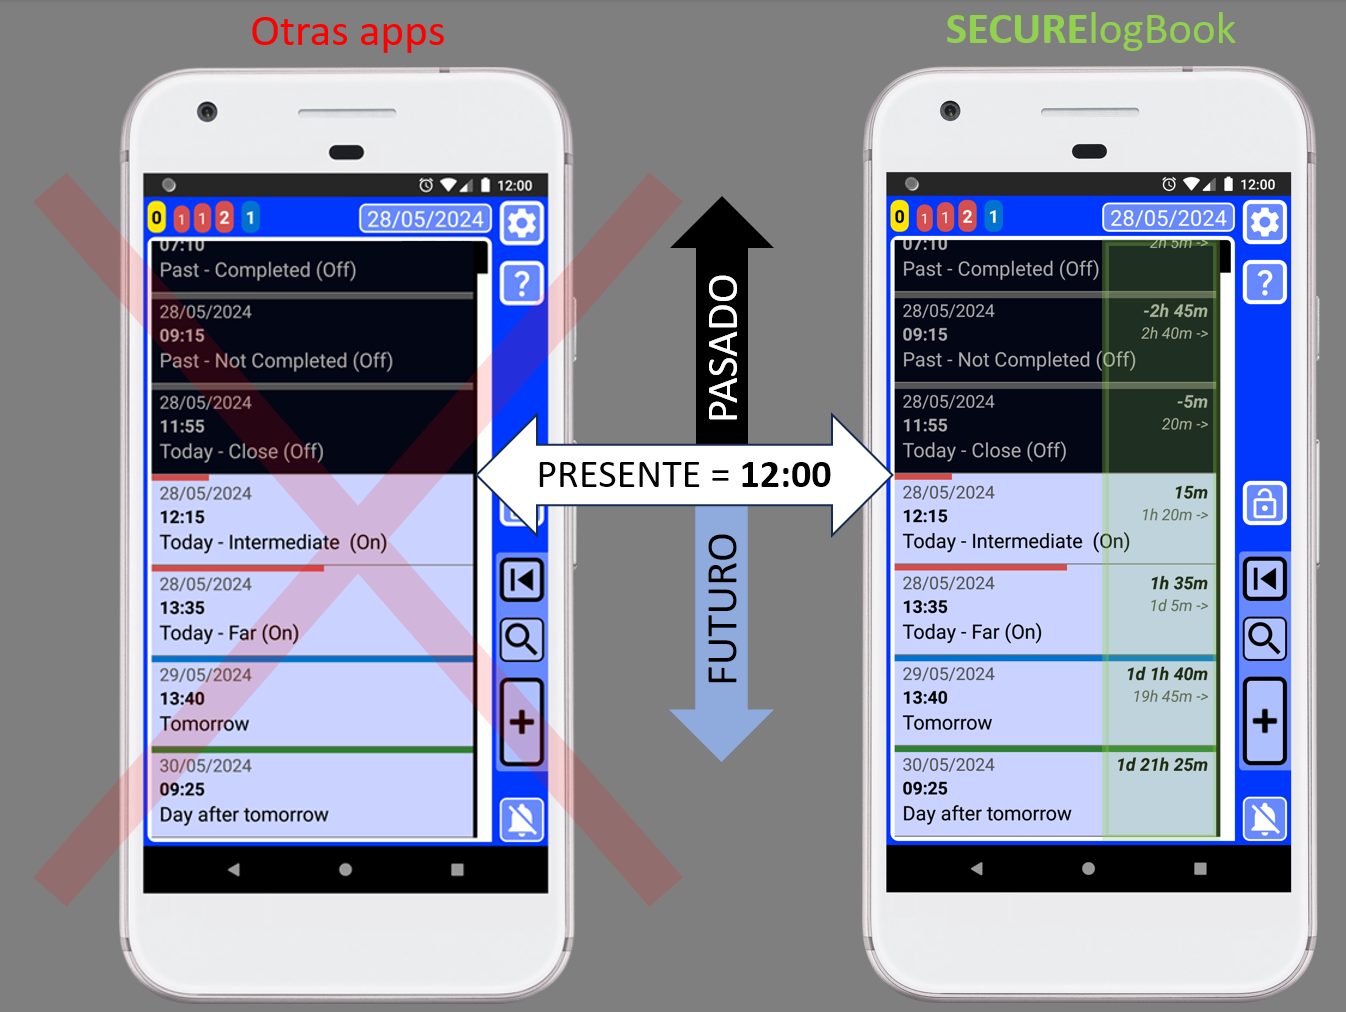 Otras apps
12:00
0 1 1 2 1 28/05/2024
?
07:10
Past - Completed (Off)
28/05/2024
09:15
Past - Not Completed (Off)
28/05/2024
11:55
Today - Close (Off)
28/05/2024
12:15
Today - Intermediate (On)
28/05/2024
13:35
Today - Far (On)
29/05/2024
13:40
Tomorrow
+
30/05/2024
09:25
Day after tomorrow
PASADO
PRESENTE = 12:00
FUTURO
SECURElogBook
12:00
0 1 1 2 1 28/05/2024
?
07:10 2h 5m ->
Past - Completed (Off)
28/05/2024 -2h 45m
09:15 2h 40m ->
Past - Not Completed (Off)
28/05/2024 -5m
11:55 20m ->
Today - Close (Off)
28/05/2024 15m
12:15 1h 20m ->
Today - Intermediate (On)
28/05/2024 1h 35m
13:35 1d 5m ->
Today - Far (On)
29/05/2024 1d 1h 40m
13:40 19h 45m ->
Tomorrow
+
30/05/2024 1d 21h 25m
09:25
Day after tomorrow